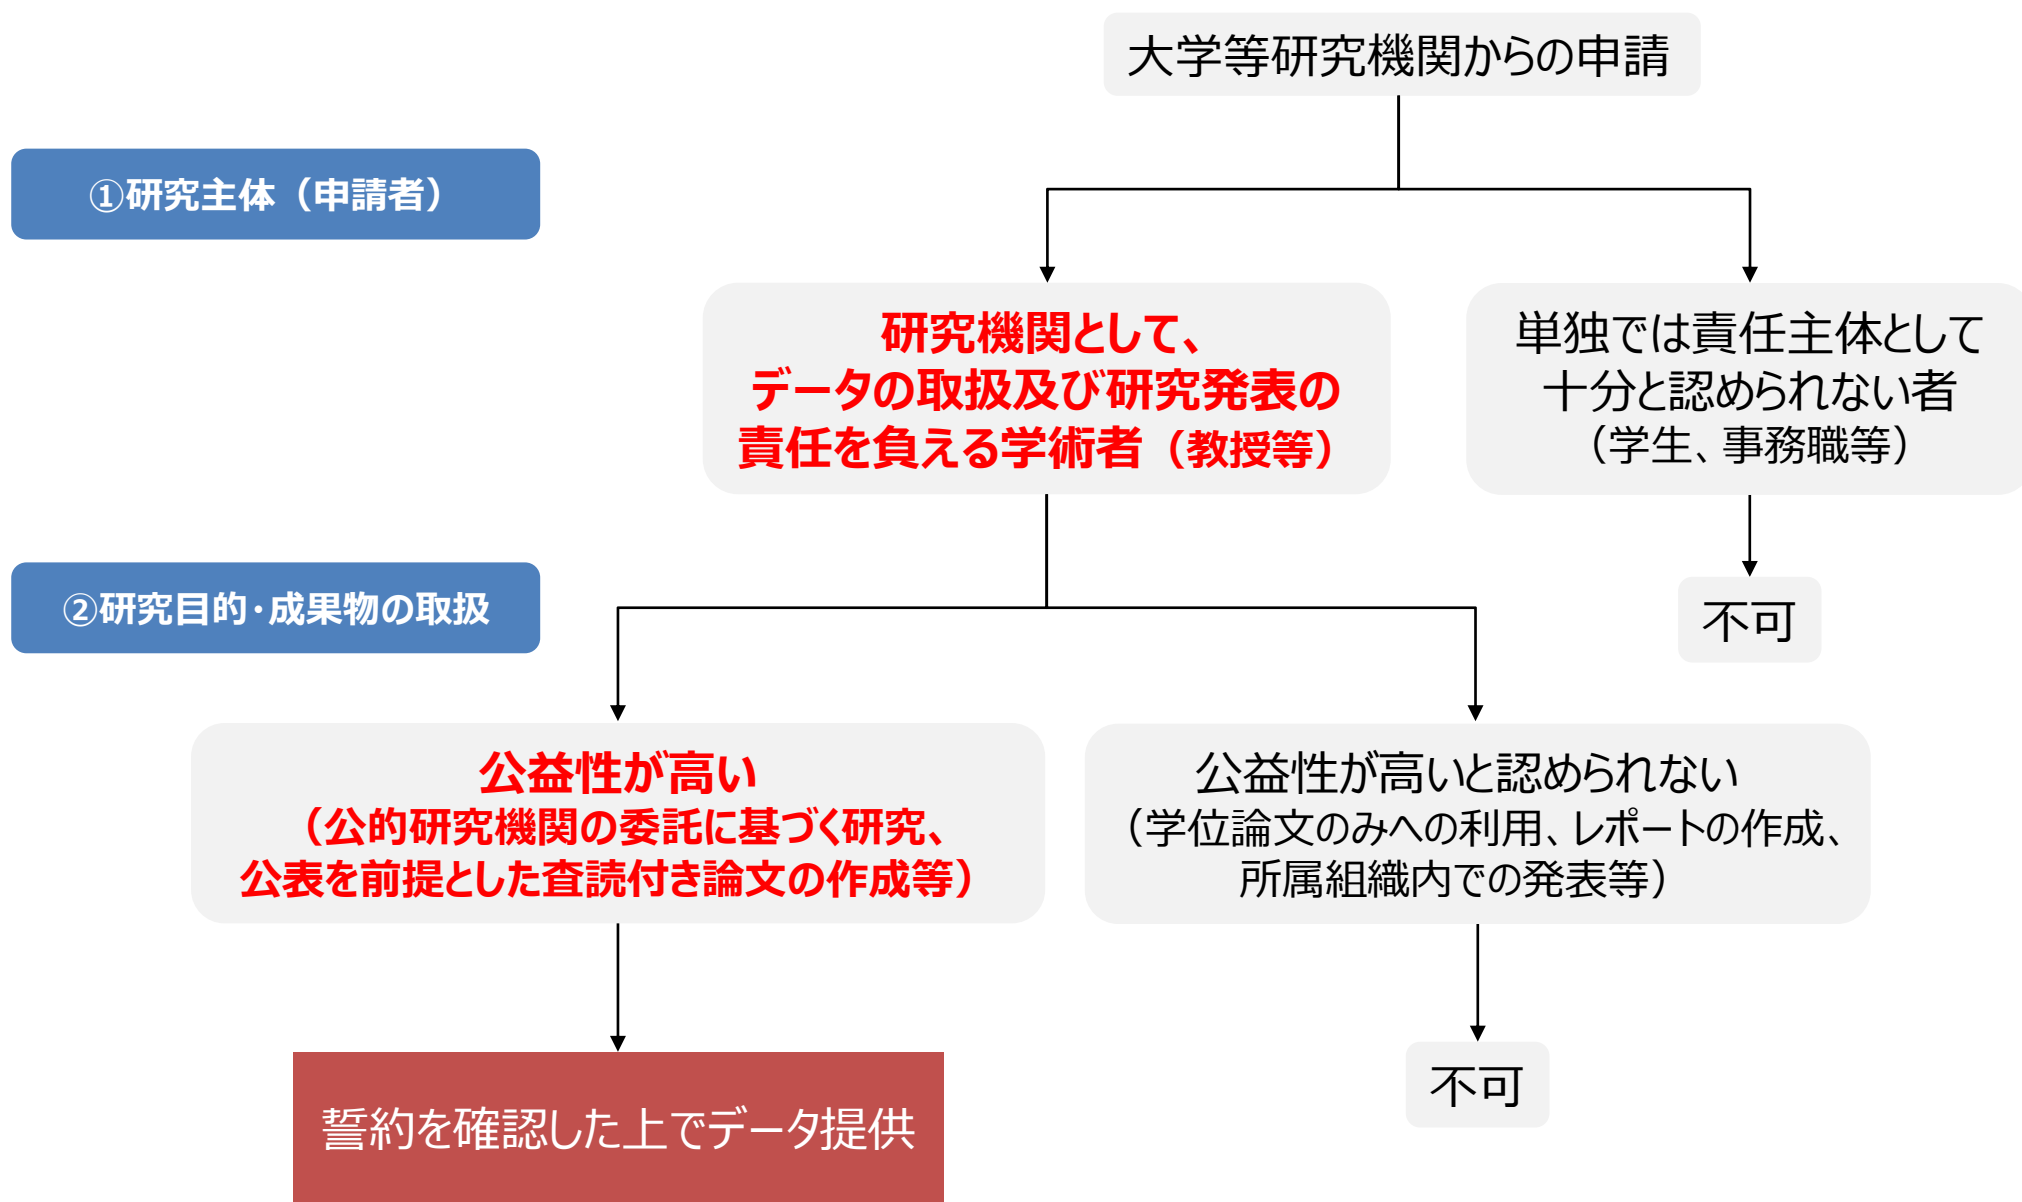 大学等研究機関からの申請
①研究主体（申請者）
研究機関として、
データの取扱及び研究発表の
責任を負える学術者（教授等）
単独では責任主体として
十分と認められない者
（学生、事務職等）
②研究目的・成果物の取扱
不可
公益性が高い
（公的研究機関の委託に基づく研究、
公表を前提とした査読付き論文の作成等）
公益性が高いと認められない
（学位論文のみへの利用、レポートの作成、
所属組織内での発表等）
誓約を確認した上でデータ提供
不可